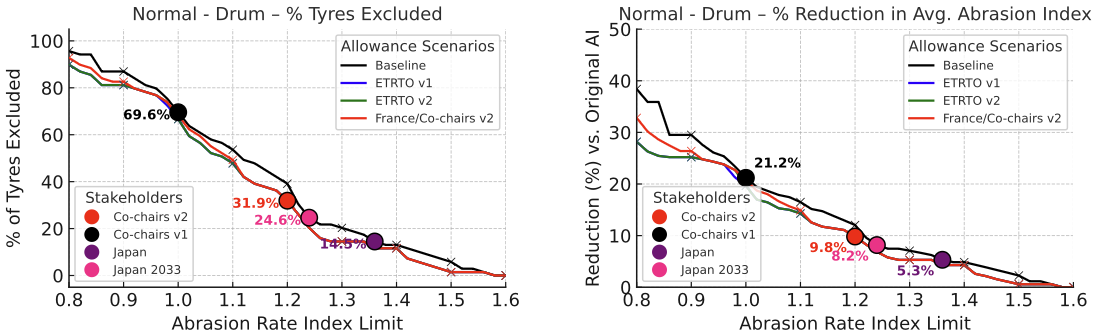 Normal - Drum – % Tyres Excluded
% of Tyres Excluded
100
80
60
40
20
0
Allowance Scenarios
Baseline
ETRTO v1
ETRTO v2
France/Co-chairs v2
69.6%
31.9%
24.6%
14.5%
Stakeholders
Co-chairs v2
Co-chairs v1
Japan
Japan 2033
0.8 0.9 1.0 1.1 1.2 1.3 1.4 1.5 1.6
Abrasion Rate Index Limit
Normal - Drum – % Reduction in Avg. Abrasion Index
Reduction (%) vs. Original AI
50
40
30
20
10
0
Allowance Scenarios
Baseline
ETRTO v1
ETRTO v2
France/Co-chairs v2
21.2%
9.8%
8.2%
5.3%
Stakeholders
Co-chairs v2
Co-chairs v1
Japan
Japan 2033
0.8 0.9 1.0 1.1 1.2 1.3 1.4 1.5 1.6
Abrasion Rate Index Limit